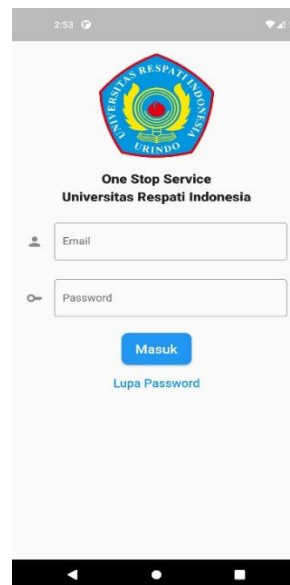 2:53
UNIVERSITAS RESPATI INDONESIA
URINDO
One Stop Service
Universitas Respati Indonesia
Email
Password
Masuk
Lupa Password